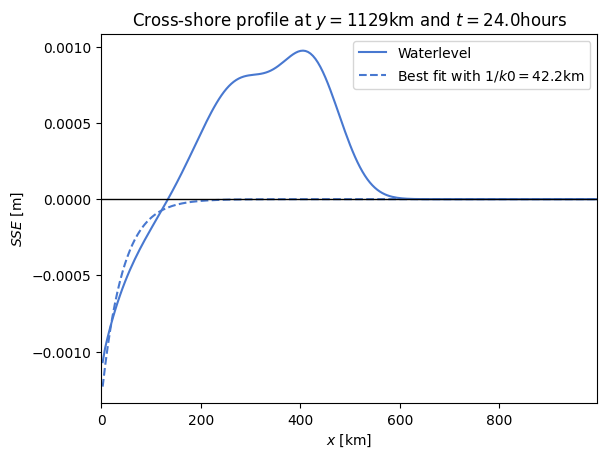 Cross-shore profile at y = 1129km and t = 24.0hours
Waterlevel
Best fit with 1/k0 = 42.2km
0.0010
0.0005
0.0000
−0.0005
−0.0010
SSE [m]
0 200 400 600 800
x [km]